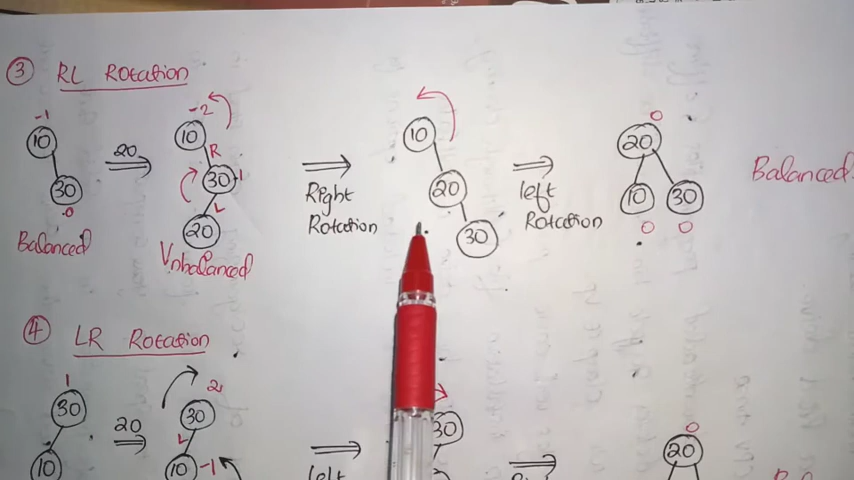 ③ RL Rotation
-1
10
30
0
Balanced
20
-2
10
R
30 +1
L
20
Unbalanced
Right
Rotation
10
20
30
left
Rotation
0
20
10 30
0 0
Balanced.
④ LR Rotation
1
30
10
20
2
30
L
10 -1
left
30
0
20